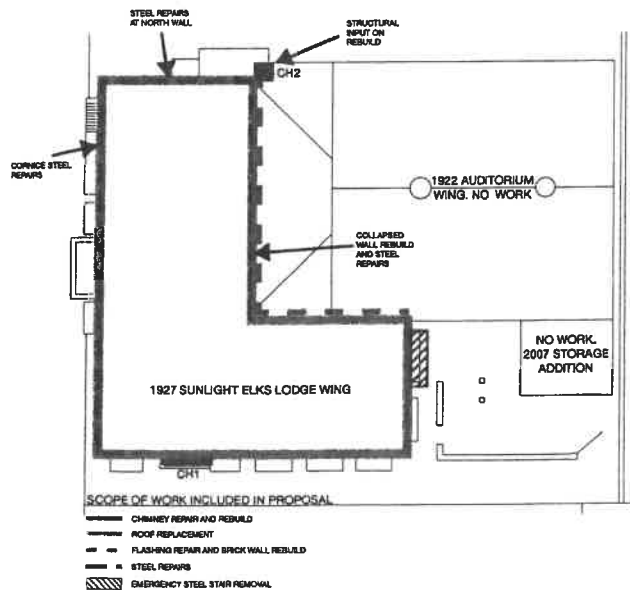 STEEL REPAIRS
AT NORTH WALL
STRUCTURAL
INPUT ON
REBUILD
CH2
CORNICE STEEL
REPAIRS
1922 AUDITORIUM
WING. NO WORK
COLLAPSED
WALL REBUILD
AND STEEL
REPAIRS
NO WORK.
2007 STORAGE
ADDITION
1927 SUNLIGHT ELKS LODGE WING
CH1
SCOPE OF WORK INCLUDED IN PROPOSAL
CHIMNEY REPAIR AND REBUILD
ROOF REPLACEMENT
FLASHING REPAIR AND BRICK WALL REBUILD
STEEL REPAIRS
EMERGENCY STEEL STAIR REMOVAL